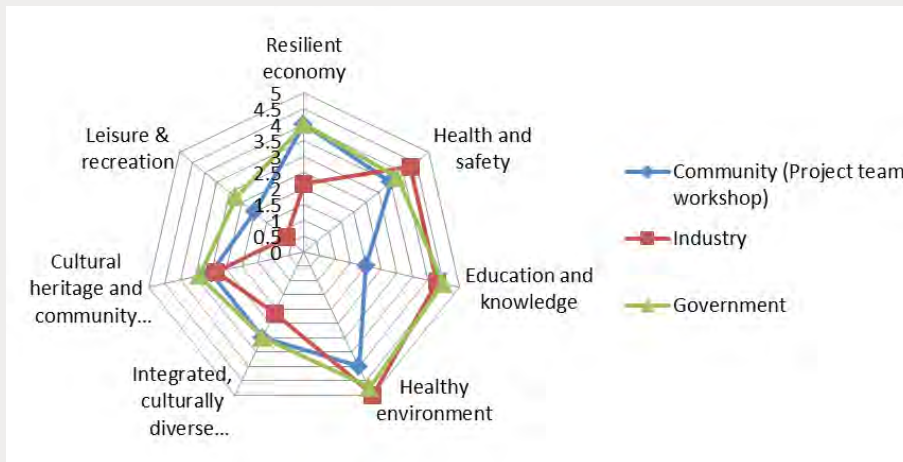 Resilient
economy
5
4.5
4
3.5
3
2.5
2
1.5
1
0.5
0
Health and
safety
Education and
knowledge
Healthy
environment
Integrated,
culturally
diverse...
Cultural
heritage and
community...
Leisure &
recreation
Community (Project team
workshop)
Industry
Government